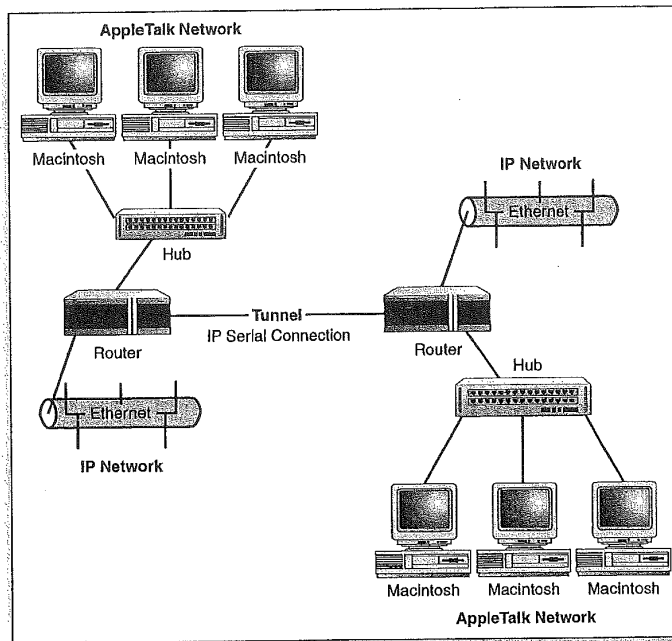 AppleTalk Network
Macintosh Macintosh Macintosh
Hub
IP Network
Ethernet
Tunnel
IP Serial Connection
Router
Router
Hub
Ethernet
IP Network
Macintosh Macintosh Macintosh
AppleTalk Network